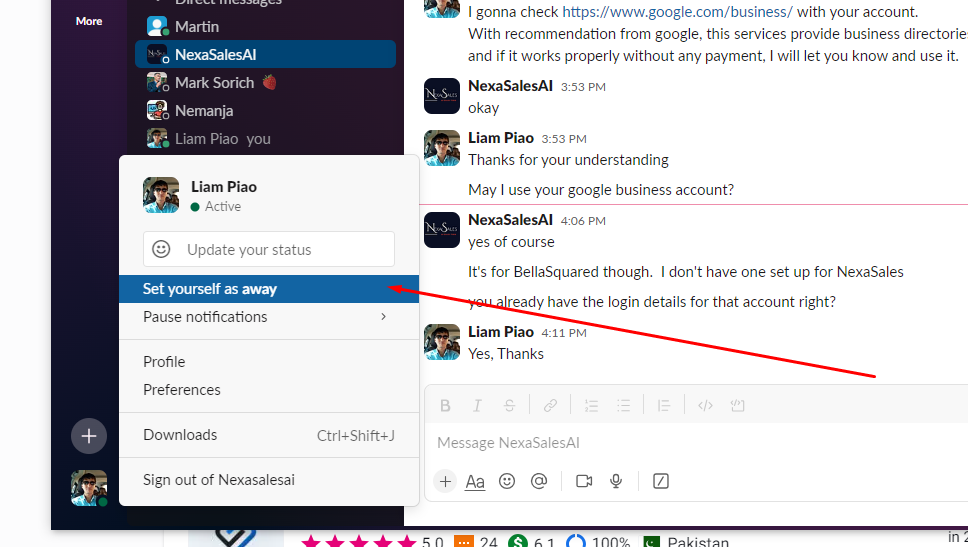 More
Direct messages
Martin
NexaSalesAI
Mark Sorich
Nemanja
Liam Piao you
Liam Piao
Active
Update your status
Set yourself as away
Pause notifications
Profile
Preferences
Downloads Ctrl+Shift+J
Sign out of Nexasalesai
I gonna check https://www.google.com/business/ with your account.
With recommendation from google, this services provide business directories
and if it works properly without any payment, I will let you know and use it.
NexaSalesAI 3:53 PM
okay
Liam Piao 3:53 PM
Thanks for your understanding
May I use your google business account?
NexaSalesAI 4:06 PM
yes of course
It's for BellaSquared though. I don't have one set up for NexaSales
you already have the login details for that account right?
Liam Piao 4:11 PM
Yes, Thanks
Message NexaSalesAI
Aa
5.0 24 6.1 100% Pakistan